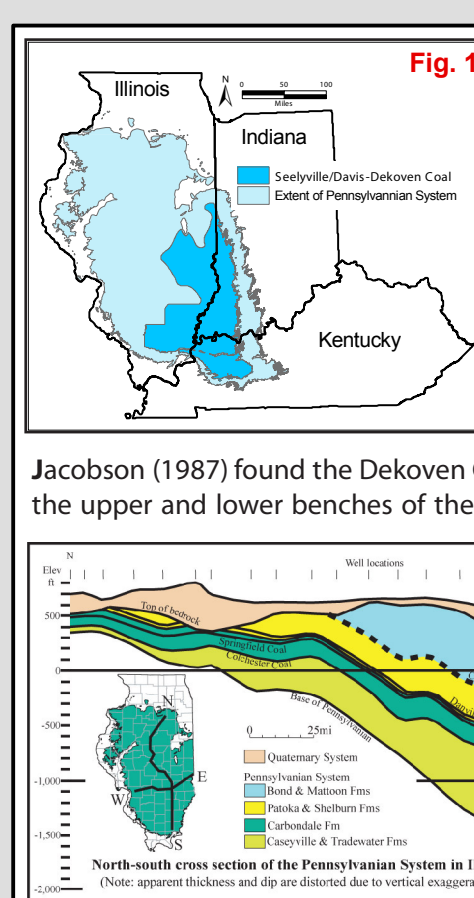 Fig. 1
Illinois
N
0 50 100
Miles
Indiana
Seelyville/Davis-Dekoven Coal
Extent of Pennsylvannian System
Kentucky
Jacobson (1987) found the Dekoven
the upper and lower benches of the
N
Elev
ft
Well locations
500
Top of bedrock
Springfield Coal
Colchester Coal
0
Base of Pennsylvanian
-500
N
0 25mi
Quaternary System
Pennsylvanian System
Bond & Mattoon Fms
-1,000
W
E
Patoka & Shelburn Fms
Carbondale Fm
-1,500
S
Caseyville & Tradewater Fms
North-south cross section of the Pennsylvanian System in
(Note: apparent thickness and dip are distorted due to vertical
-2,000